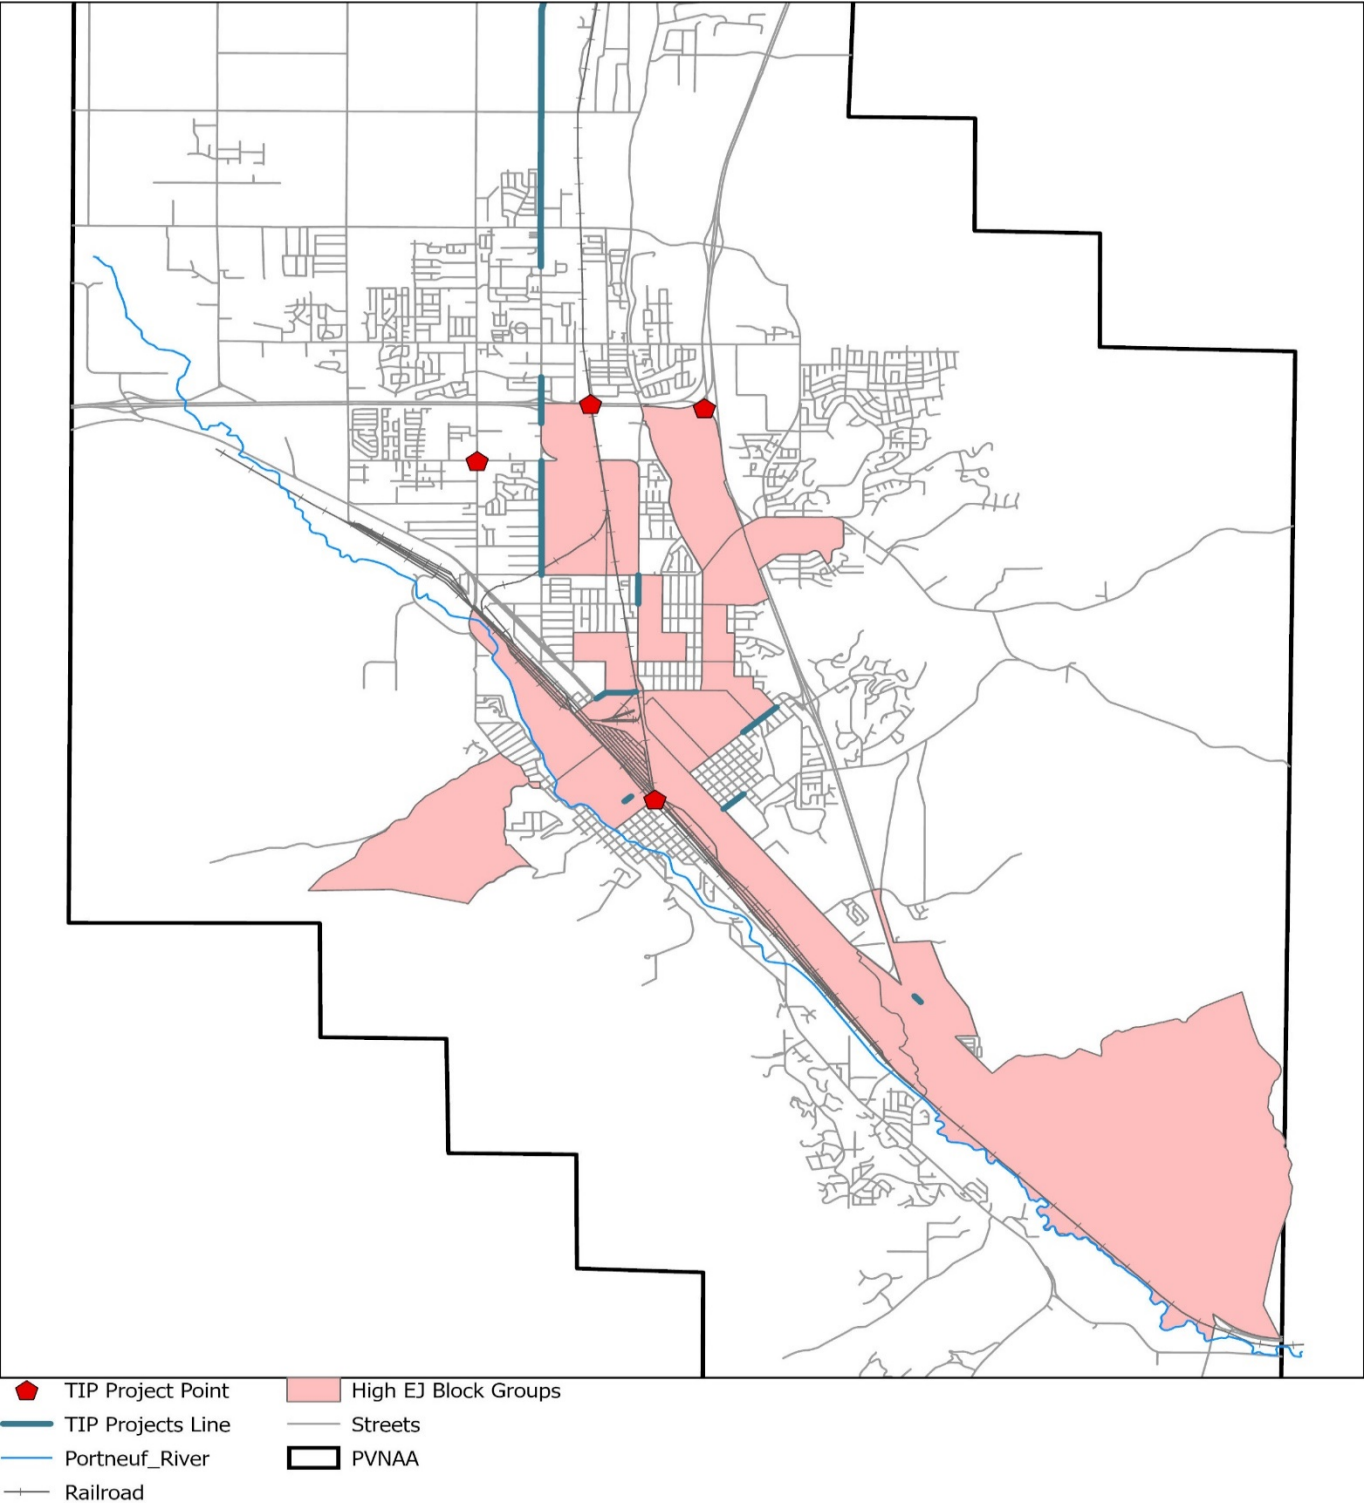 TIP Project Point
High EJ Block Groups
TIP Projects Line
Streets
Portneuf_River
PVNAA
Railroad